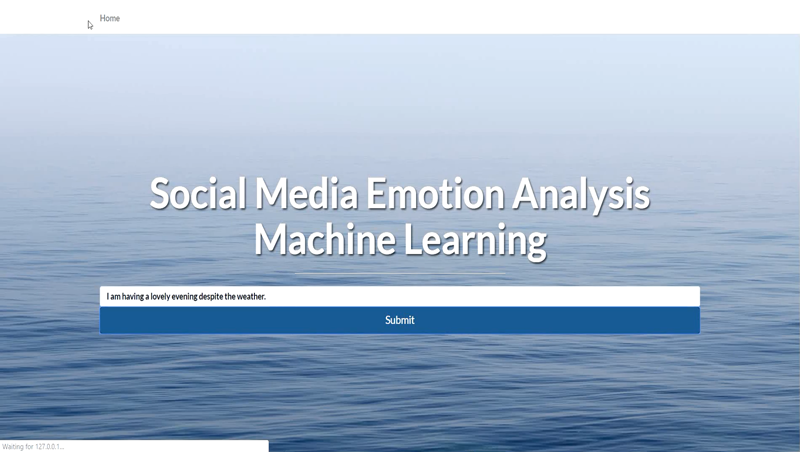 Home
Social Media Emotion Analysis
Machine Learning
I am having a lovely evening despite the weather.
Submit
Waiting for 127.0.0.1...